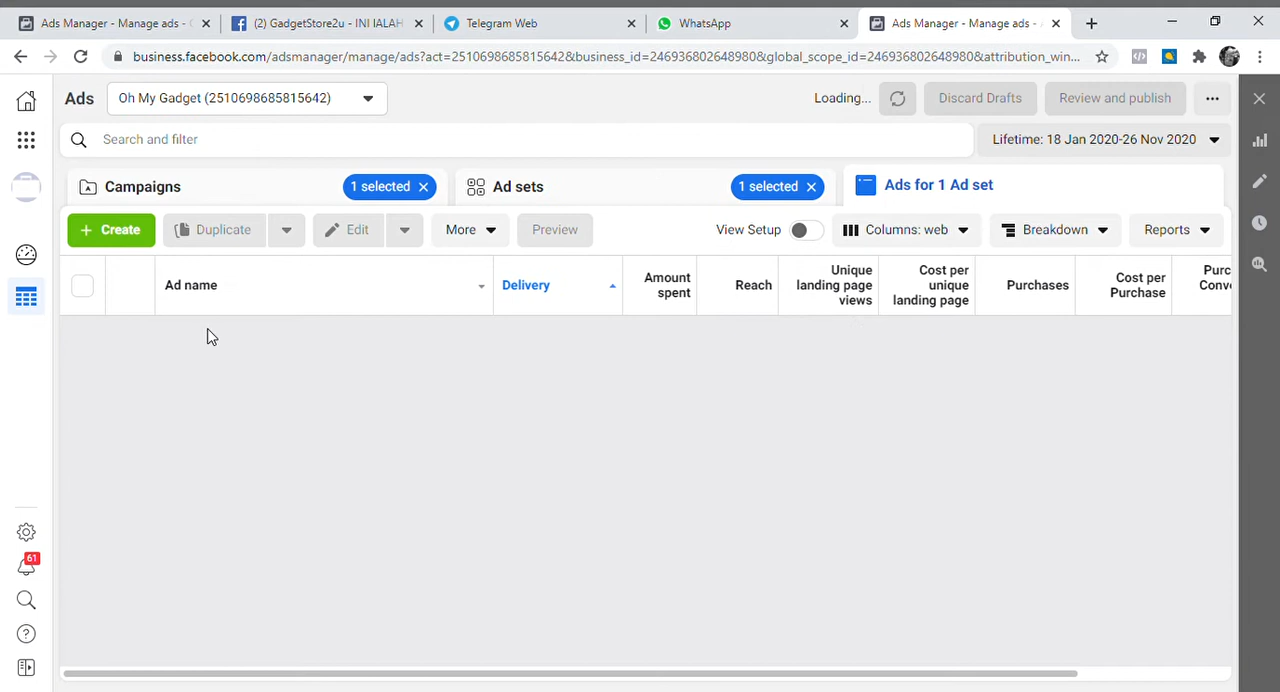 Ads Manager - Manage ads -
(2) GadgetStore2u - INI IALAH
Telegram Web
WhatsApp
Ads Manager - Manage ads -
business.facebook.com/adsmanager/manage/ads?act=2510698685815642&business_id=246936802648980&global_scope_id=246936802648980&attribution_win...
Ads
Oh My Gadget (2510698685815642)
Loading...
Discard Drafts
Review and publish
Search and filter
Lifetime: 18 Jan 2020-26 Nov 2020
Campaigns
1 selected
Ad sets
1 selected
Ads for 1 Ad set
+ Create
Duplicate
Edit
More
Preview
View Setup
Columns: web
Breakdown
Reports
Ad name
Delivery
Amount
spent
Reach
Unique
landing page
views
Cost per
unique
landing page
Purchases
Cost per
Purchase
Purc
Conv
61